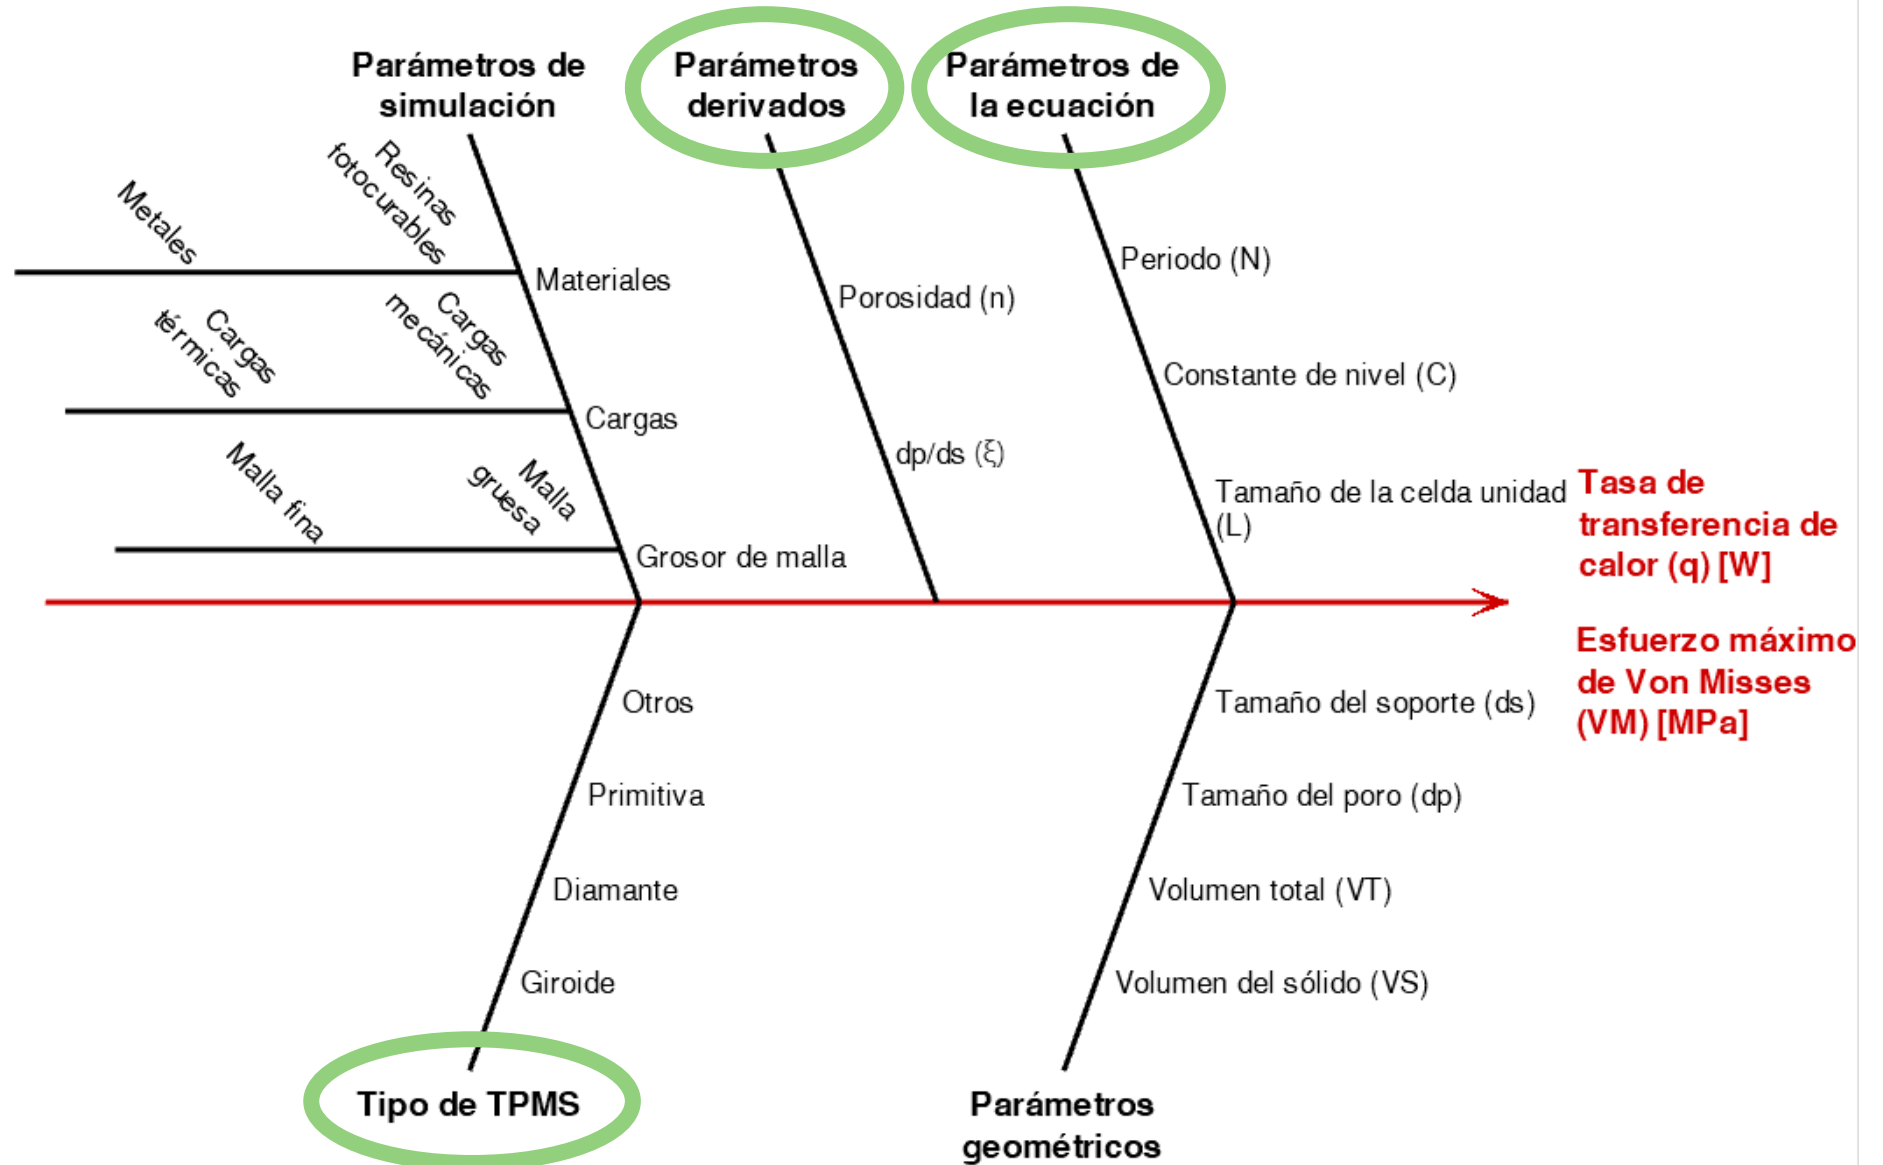 Parámetros de
simulación
Parámetros
derivados
Parámetros de
la ecuación
Metales
Resinas
fotocurables
Materiales
Cargas
térmicas
Cargas
mecánicas
Cargas
Malla fina
Malla
gruesa
Grosor de malla
Porosidad (n)
dp/ds (ξ)
Periodo (N)
Constante de nivel (C)
Tamaño de la celda unidad
(L)
Tasa de
transferencia de
calor (q) [W]
Esfuerzo máximo
de Von Misses
(VM) [MPa]
Otros
Primitiva
Diamante
Giroide
Tipo de TPMS
Tamaño del soporte (ds)
Tamaño del poro (dp)
Volumen total (VT)
Volumen del sólido (VS)
Parámetros
geométricos